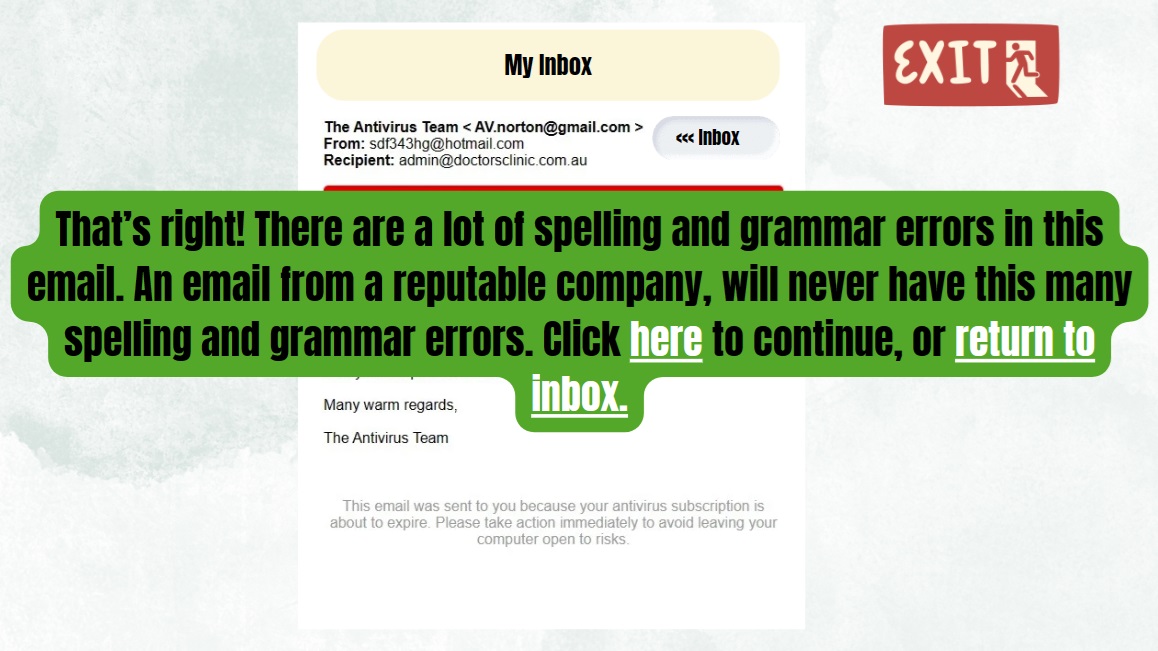 My Inbox
EXIT
The Antivirus Team < AV.norton@gmail.com >
<<< Inbox
From: sdf343hg@hotmail.com
Recipient: admin@doctorsclinic.com.au
That’s right! There are a lot of spelling and grammar errors in this
email. An email from a reputable company, will never have this many
spelling and grammar errors. Click here to continue, or return to
inbox.
Many warm regards,
The Antivirus Team
This email was sent to you because your antivirus subscription is
about to expire. Please take action immediately to avoid leaving your
computer open to risks.